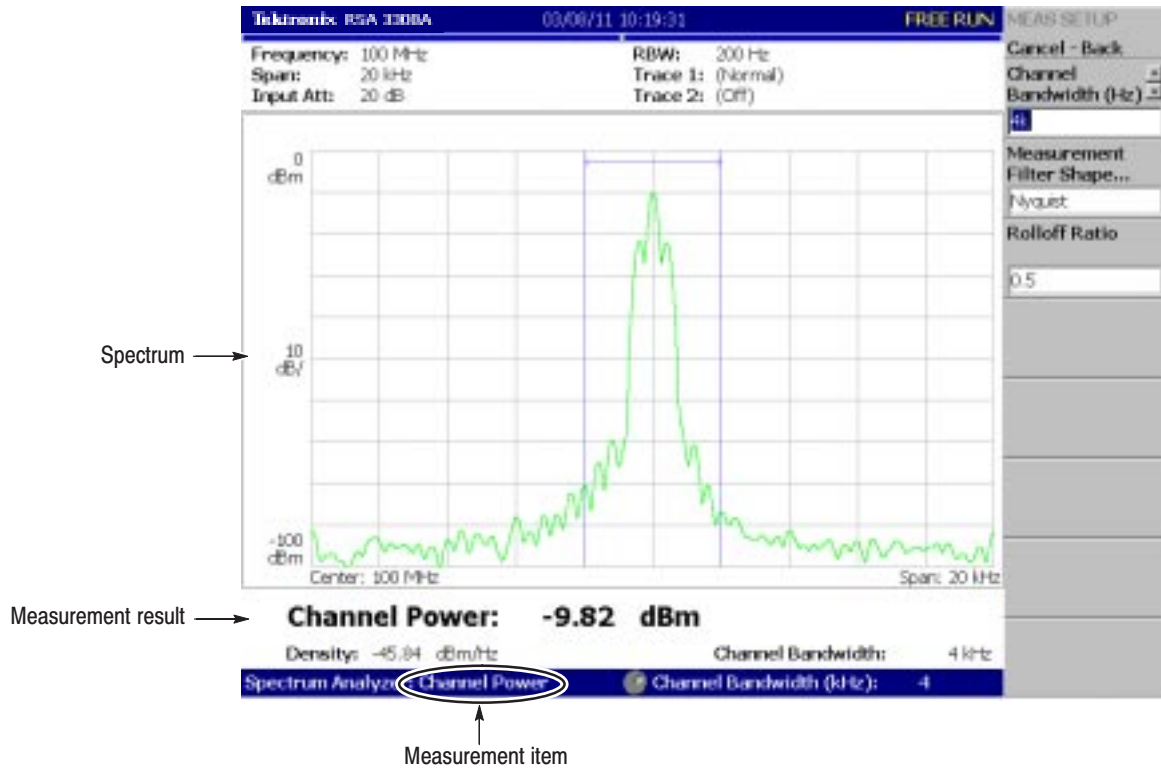 Tektronix RSA 3308A 03/08/11 10:19:31 FREE RUN
Frequency: 100 MHz
Span: 20 kHz
Input Att: 20 dB
RBW: 200 Hz
Trace 1: (Normal)
Trace 2: (Off)
MEAS SETUP
Cancel - Back
Channel
Bandwidth (Hz)
4k
Measurement
Filter Shape...
Nyquist
Rolloff Ratio
0.5
0
dBm
Spectrum
10
dB/
-100
dBm
Center: 100 MHz
Span: 20 kHz
Measurement result
Channel Power: -9.82 dBm
Density: -45.84 dBm/Hz
Channel Bandwidth: 4 kHz
Spectrum Analyzer: Channel Power
Channel Bandwidth (kHz): 4
Measurement item